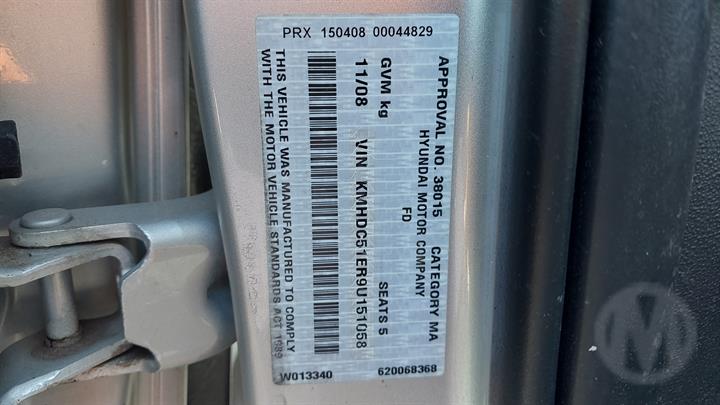 PRX 150408 00044829
APPROVAL NO. 38015 CATEGORY MA
HYUNDAI MOTOR COMPANY
FD
GVM kg SEATS 5
11/08 VIN KMHDC51ER9U151058
THIS VEHICLE WAS MANUFACTURED TO COMPLY
WITH THE MOTOR VEHICLE STANDARDS ACT 1989
W013340 620068368